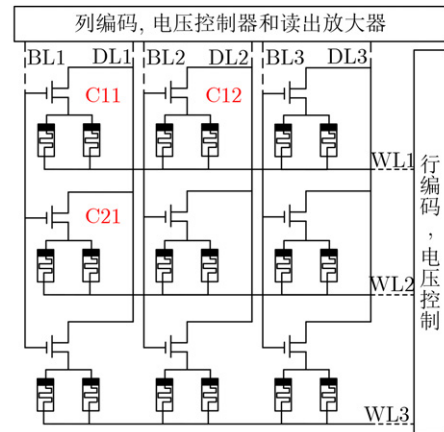 列编码, 电压控制器和读出放大器
BL1 DL1 BL2 DL2 BL3 DL3
C11 C12
WL1
C21
WL2
WL3
行编码，电压控制